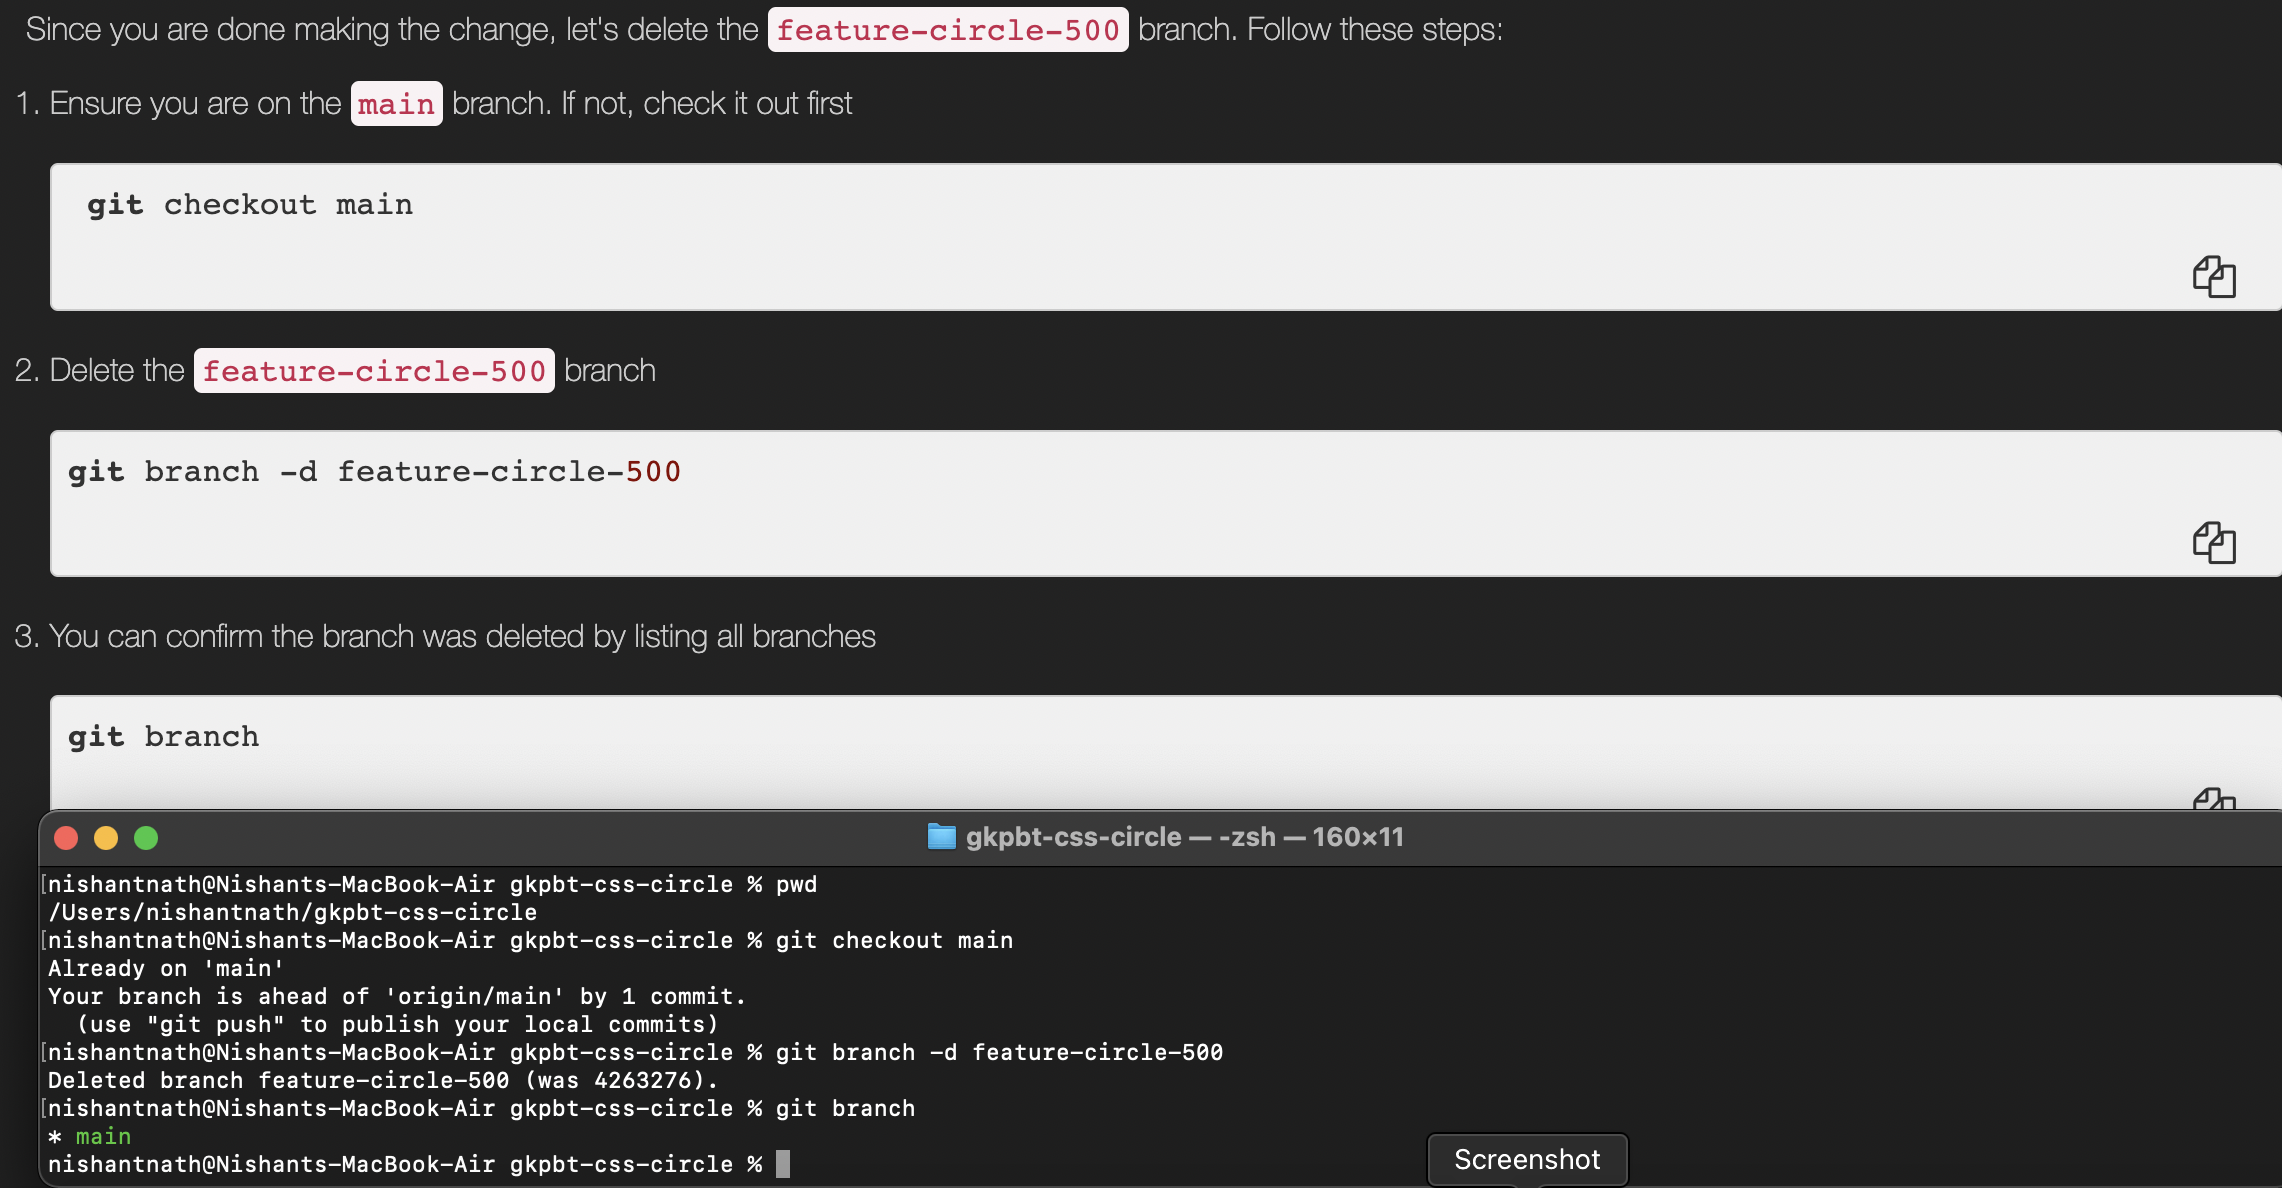 Since you are done making the change, let's delete the feature-circle-500 branch. Follow these steps:
1. Ensure you are on the main branch. If not, check it out first
git checkout main
2. Delete the feature-circle-500 branch
git branch -d feature-circle-500
3. You can confirm the branch was deleted by listing all branches
git branch
gkpbt-css-circle — -zsh — 160×11
[nishantnath@Nishants-MacBook-Air gkpbt-css-circle % pwd
/Users/nishantnath/gkpbt-css-circle
[nishantnath@Nishants-MacBook-Air gkpbt-css-circle % git checkout main
Already on 'main'
Your branch is ahead of 'origin/main' by 1 commit.
  (use "git push" to publish your local commits)
[nishantnath@Nishants-MacBook-Air gkpbt-css-circle % git branch -d feature-circle-500
Deleted branch feature-circle-500 (was 4263276).
[nishantnath@Nishants-MacBook-Air gkpbt-css-circle % git branch
* main
nishantnath@Nishants-MacBook-Air gkpbt-css-circle %
Screenshot